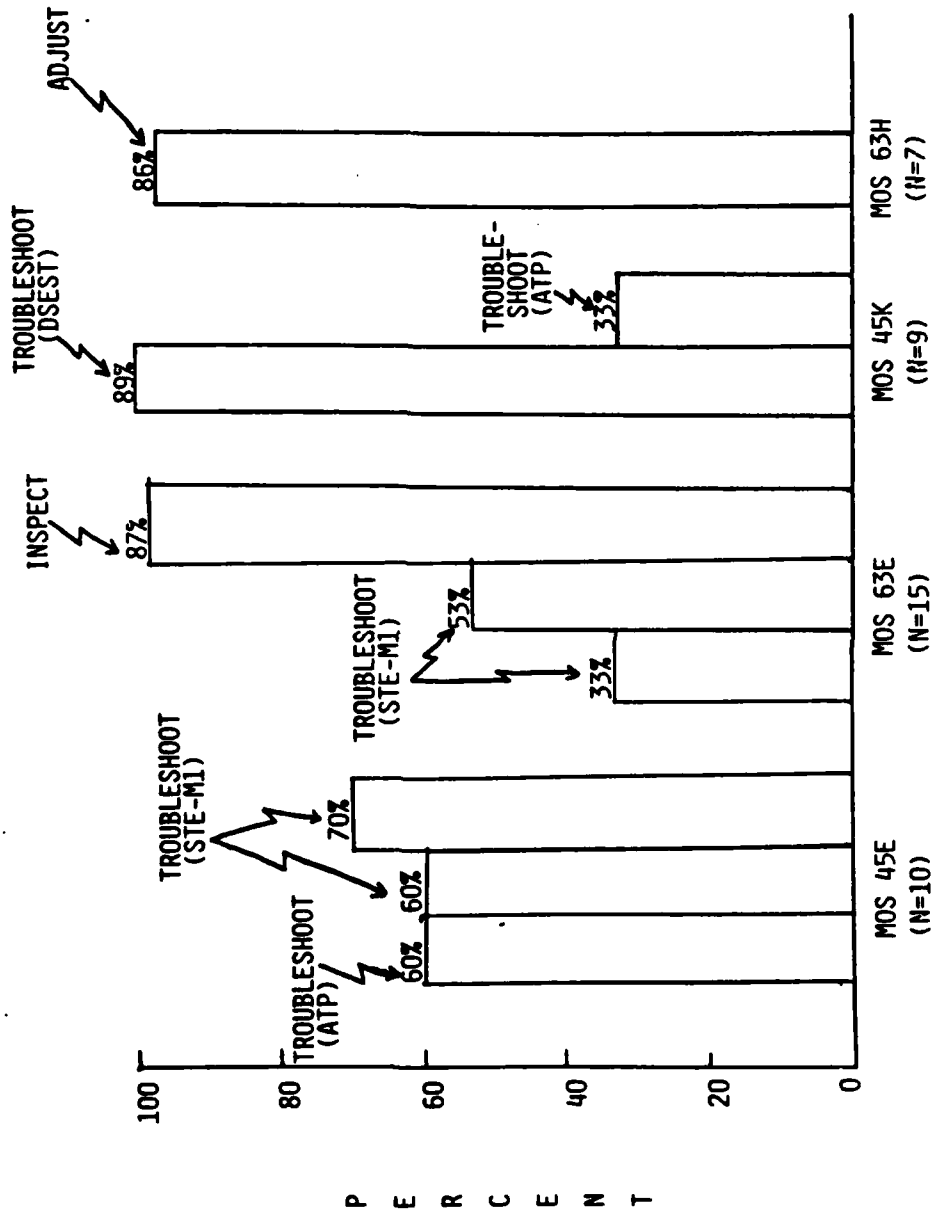 P
E
R
C
E
N
T
100
80
60
40
20
0
TROUBLESHOOT
(ATP)
60%
TROUBLESHOOT
(STE-M1)
60%
70%
MOS 45E
(N=10)
TROUBLESHOOT
(STE-M1)
33%
53%
INSPECT
87%
MOS 63E
(N=15)
TROUBLESHOOT
(DSEST)
89%
TROUBLE-
SHOOT
(ATP)
33%
MOS 45K
(N=9)
ADJUST
86%
MOS 63H
(N=7)